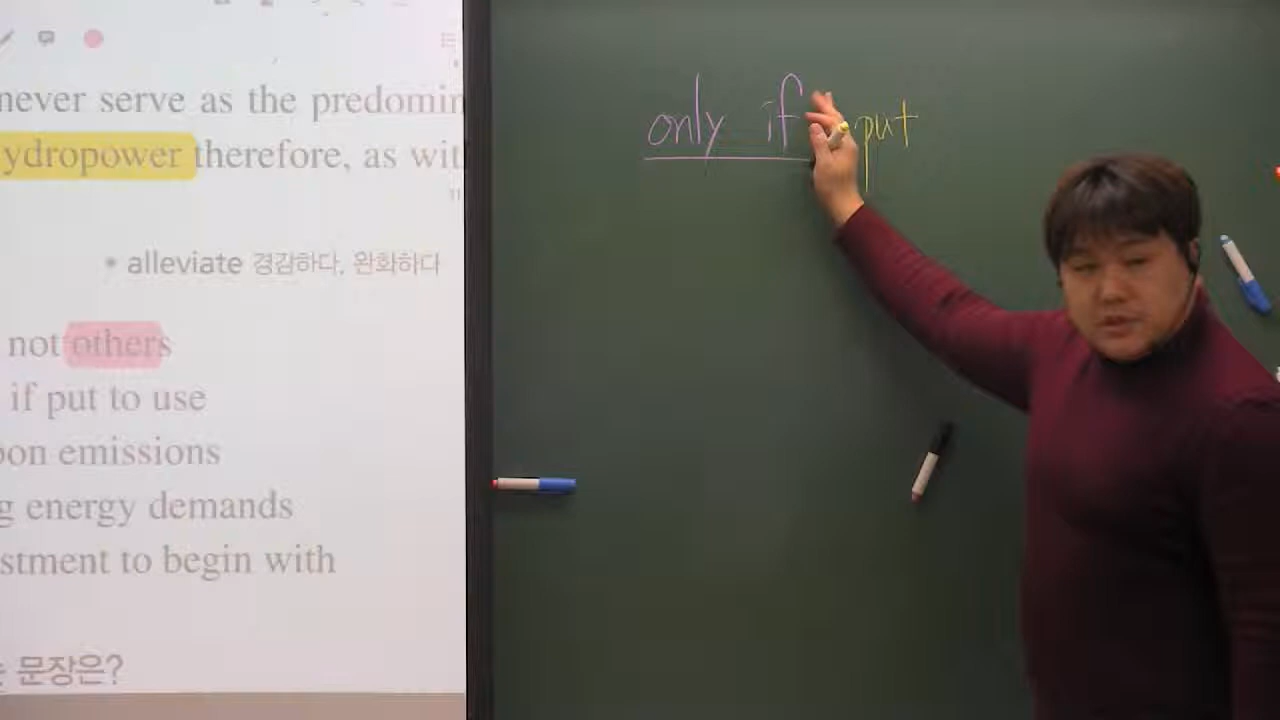 never serve as the predomin
ydropower therefore, as wit
* alleviate 경감하다, 완화하다
not others
if put to use
bon emissions
g energy demands
stment to begin with
문장은?
only if put